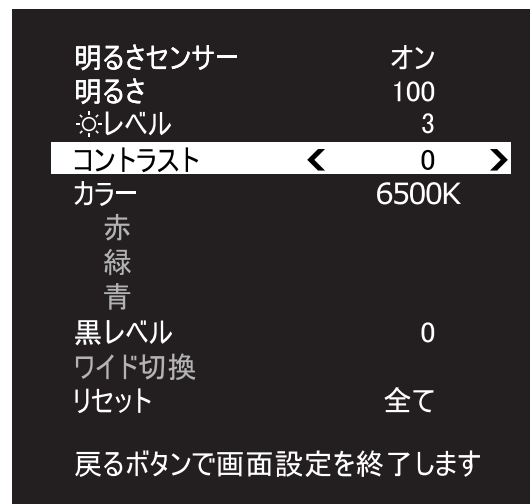 明るさセンサー オン
明るさ 100
☼レベル 3
コントラスト < 0 >
カラー 6500K
赤
緑
青
黒レベル 0
ワイド切換
リセット 全て
戻るボタンで画面設定を終了します